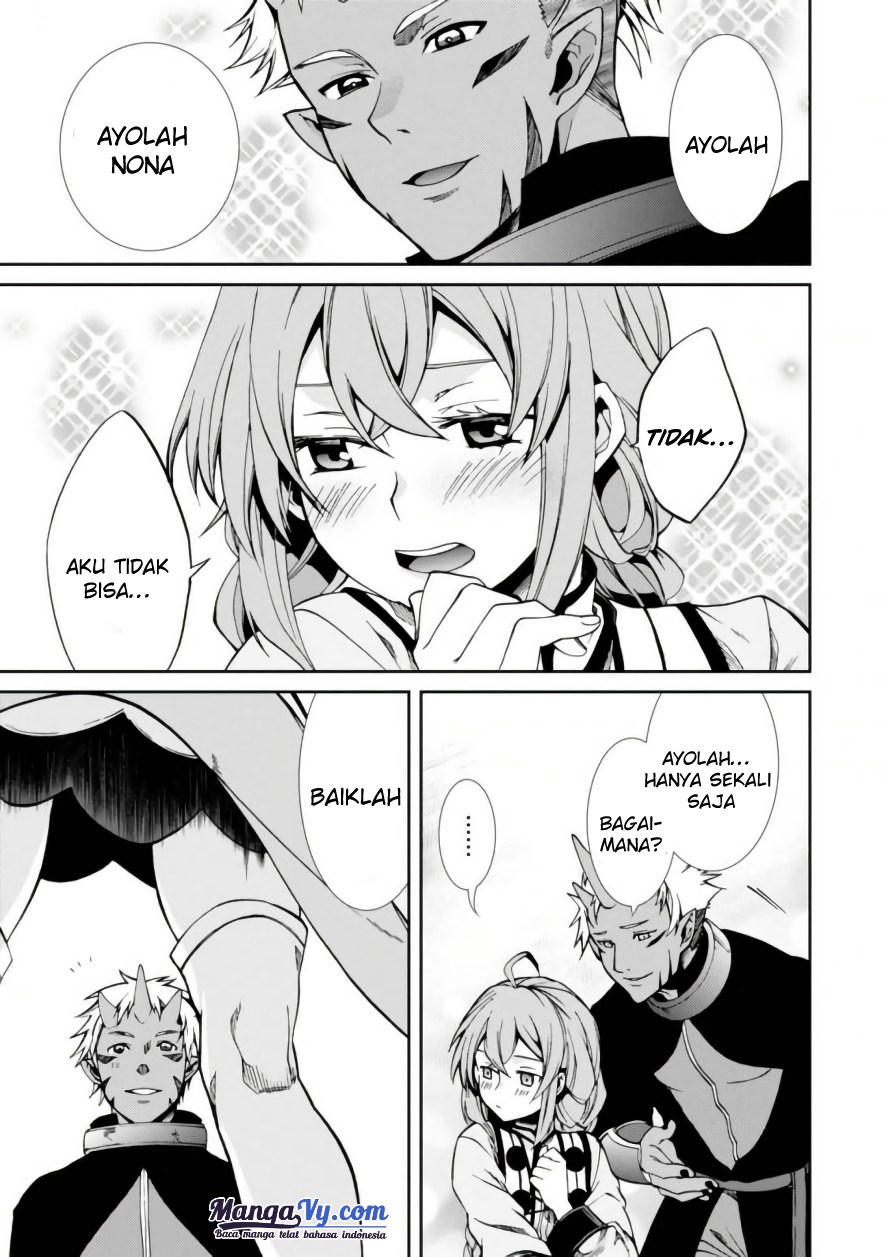 AYOLAH
AYOLAH
NONA
TIDAK...
AKU TIDAK
BISA...
AYOLAH...
HANYA SEKALI
SAJA
BAGAI-
MANA?
......
BAIKLAH
MangaVy.com
Baca manga telat bahasa indonesia